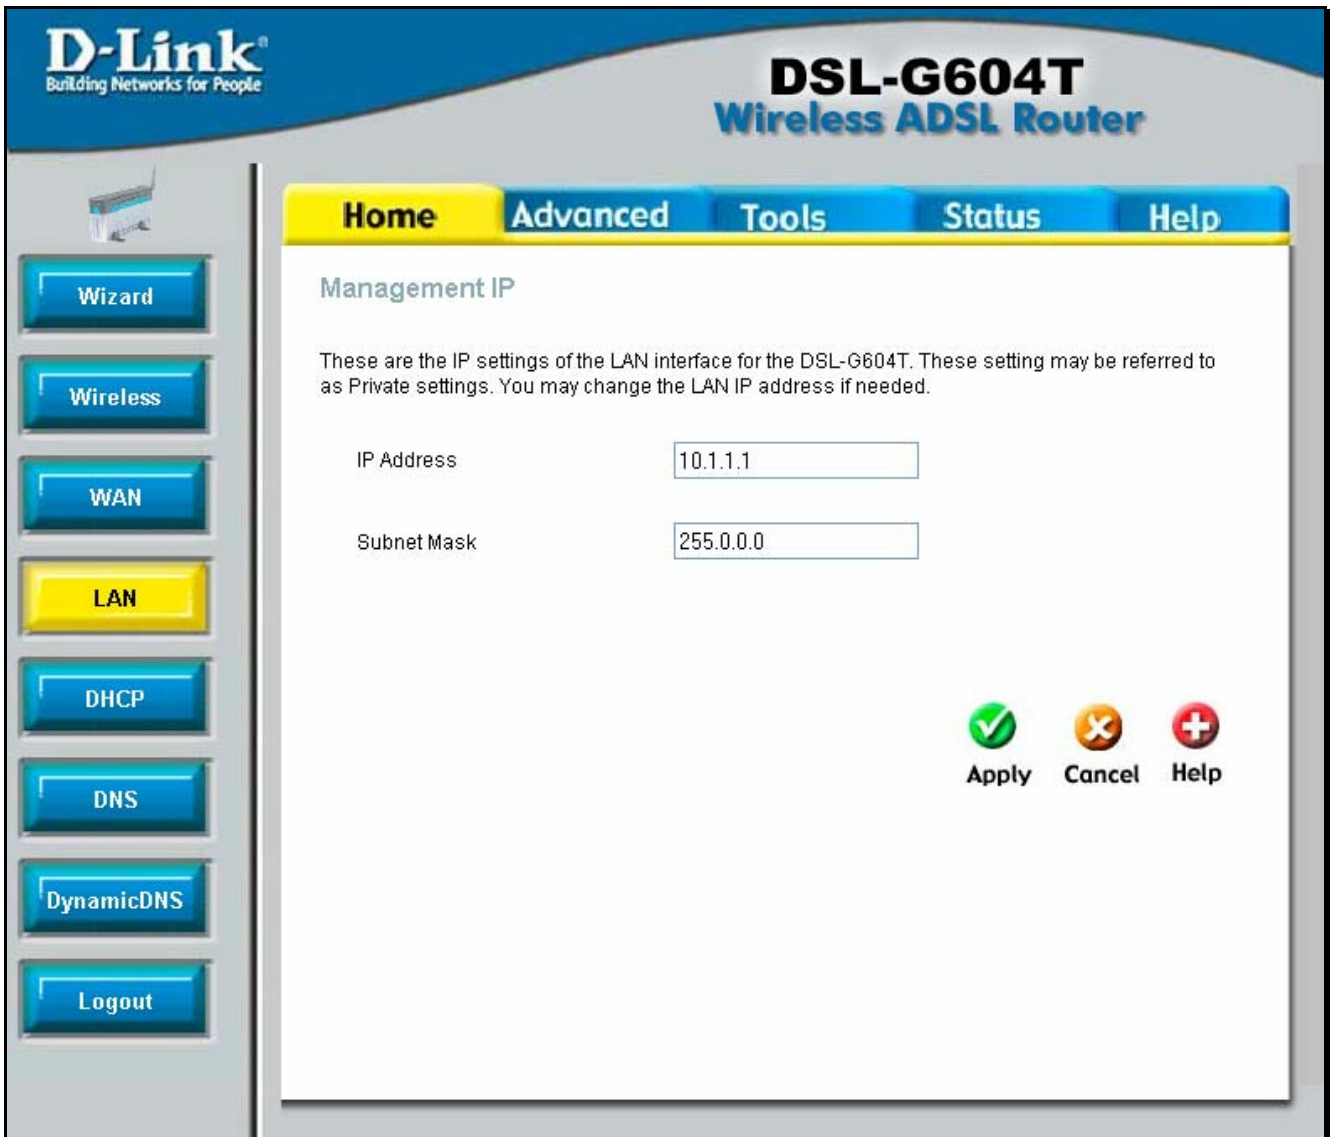 D-Link®
Building Networks for People
DSL-G604T
Wireless ADSL Router
Home
Advanced
Tools
Status
Help
Wizard
Wireless
WAN
LAN
DHCP
DNS
DynamicDNS
Logout
Management IP
These are the IP settings of the LAN interface for the DSL-G604T. These setting may be referred to
as Private settings. You may change the LAN IP address if needed.
IP Address 10.1.1.1
Subnet Mask 255.0.0.0
Apply
Cancel
Help